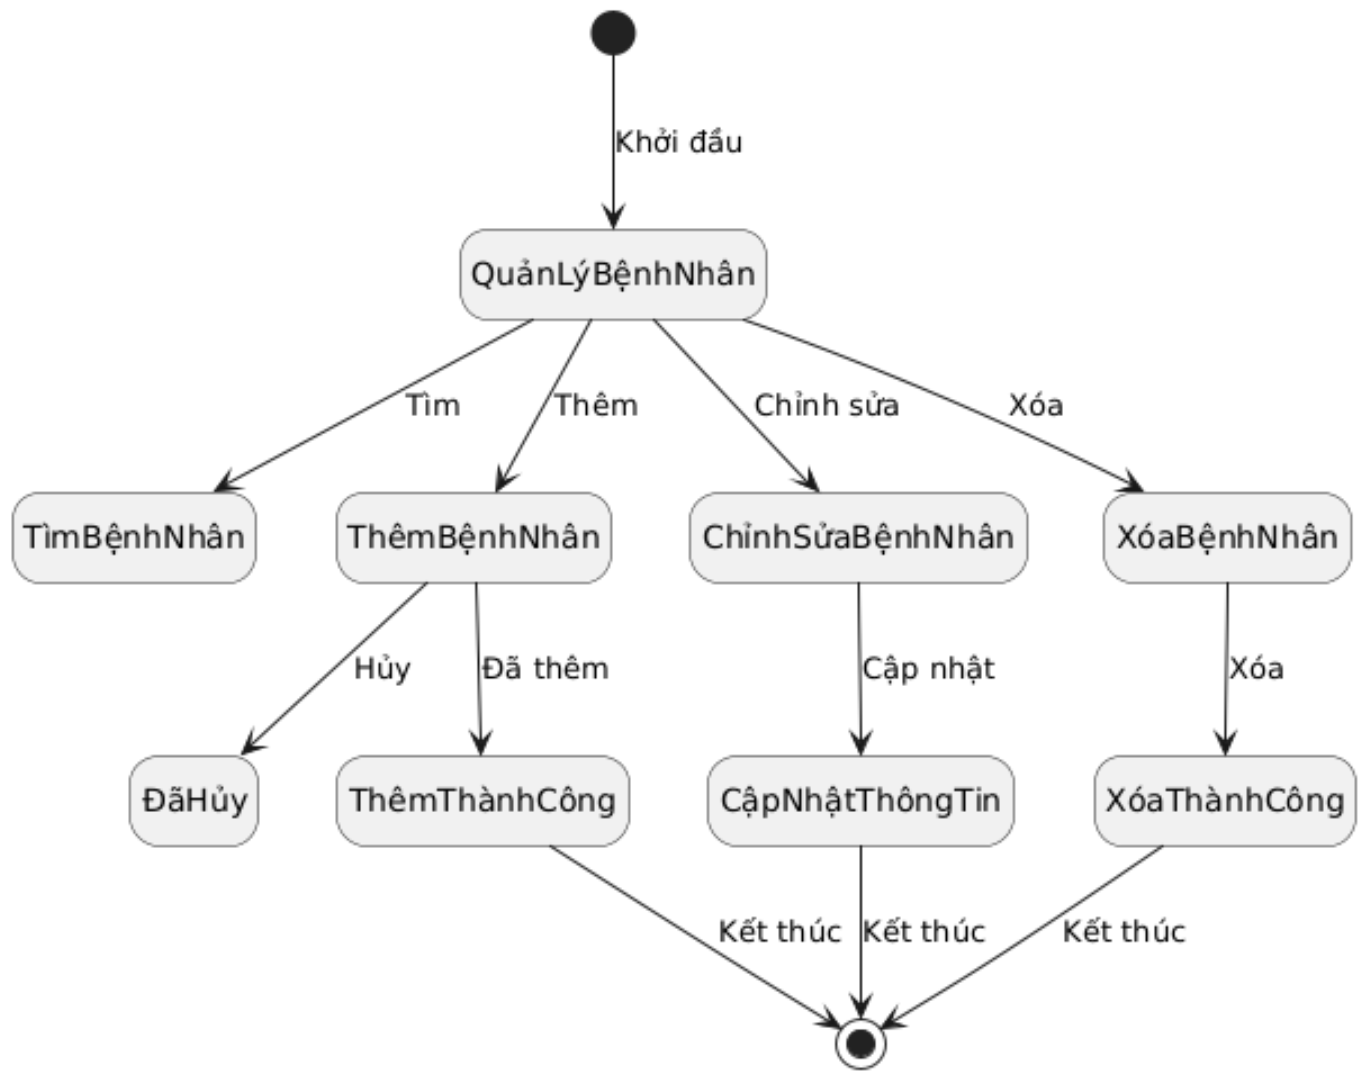 Khởi đầu
QuảnLýBệnhNhân
Tìm
Thêm
Chỉnh sửa
Xóa
TìmBệnhNhân
ThêmBệnhNhân
ChỉnhSửaBệnhNhân
XóaBệnhNhân
Hủy
Đã thêm
Cập nhật
Xóa
ĐãHủy
ThêmThànhCông
CậpNhậtThôngTin
XóaThànhCông
Kết thúc
Kết thúc
Kết thúc